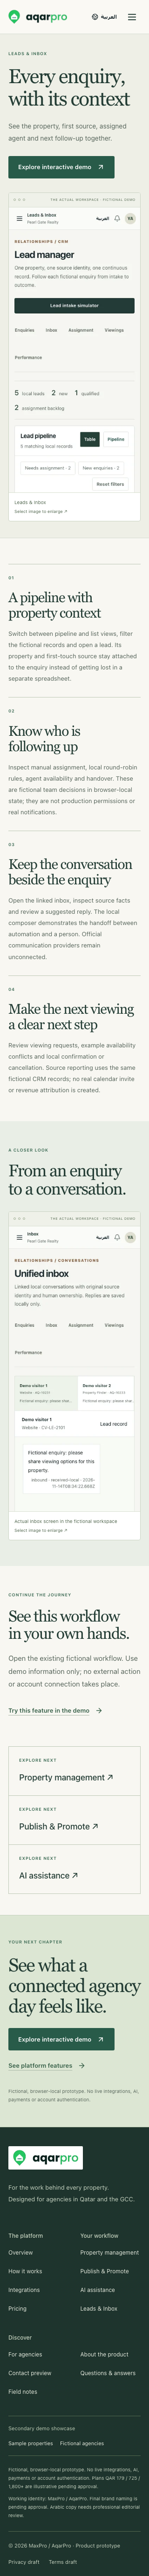 aqarpro
العربية
LEADS & INBOX
Every enquiry,
with its context
See the property, first source, assigned
agent and next follow-up together.
Explore interactive demo
THE ACTUAL WORKSPACE · FICTIONAL DEMO
Leads & Inbox
Pearl Gate Realty
العربية
YA
RELATIONSHIPS / CRM
Lead manager
One property, one source identity, one continuous
record. Follow each fictional enquiry from intake to
outcome.
Lead intake simulator
Enquiries Inbox Assignment Viewings
Performance
5 local leads 2 new 1 qualified
2 assignment backlog
Lead pipeline
6 matching local records
Table Pipeline
Needs assignment · 2 New enquiries · 2
Reset filters
Leads & Inbox
Select image to enlarge ↗
01
A pipeline with
property context
Switch between pipeline and list views, filter
the fictional records and open a lead. Its
property and first-touch source stay attached
to the enquiry instead of getting lost in a
separate spreadsheet.
02
Know who is
following up
Inspect manual assignment, local round-robin
rules, agent availability and handover. These
are fictional team decisions in browser-local
state; they are not production permissions or
real notifications.
03
Keep the conversation
beside the enquiry
Open the linked inbox, inspect source facts
and review a suggested reply. The local
composer demonstrates the handoff between
automation and a person. Official
communication providers remain
unconnected.
04
Make the next viewing
a clear next step
Review viewing requests, example availability
conflicts and local confirmation or
cancellation. Source reporting uses the same
fictional CRM records; no real calendar invite
or revenue attribution is created.
A CLOSER LOOK
From an enquiry
to a conversation.
THE ACTUAL WORKSPACE · FICTIONAL DEMO
Inbox
Pearl Gate Realty
العربية
YA
RELATIONSHIPS / CONVERSATIONS
Unified inbox
Linked local conversations with original source
identity and human ownership. Replies are saved
locally only.
Enquiries Inbox Assignment Viewings
Performance
Demo visitor 1
Demo visitor 2
Demo visitor 1
Lead record
Fictional enquiry: please
share viewing options for this
property.
Actual inbox screen in the fictional workspace
Select image to enlarge ↗
CONTINUE THE JOURNEY
See this workflow
in your own hands.
Open the existing fictional workflow. Use
demo information only; no external action
or account connection takes place.
Try this feature in the demo →
EXPLORE NEXT
Property management ↗
EXPLORE NEXT
Publish & Promote ↗
EXPLORE NEXT
AI assistance ↗
YOUR NEXT CHAPTER
See what a
connected agency
day feels like.
Explore interactive demo ↗
See platform features →
Fictional, browser-local prototype. No live integrations, AI,
payments or account authentication.
aqarpro
For the work behind every property.
Designed for agencies in Qatar and the GCC.
The platform
Overview
How it works
Integrations
Pricing
Your workflow
Property management
Publish & Promote
AI assistance
Leads & Inbox
Discover
For agencies
Contact preview
Field notes
About the product
Questions & answers
Secondary demo showcase
Sample properties Fictional agencies
Fictional, browser-local prototype. No live integrations, AI,
payments or account authentication. Plans QAR 179 / 725 /
1,800+ are illustrative pending approval.
Working identity: MaxPro / AqarPro. Final brand naming is
pending approval. Arabic copy needs professional editorial
review.
© 2026 MaxPro / AqarPro · Product prototype
Privacy draft Terms draft